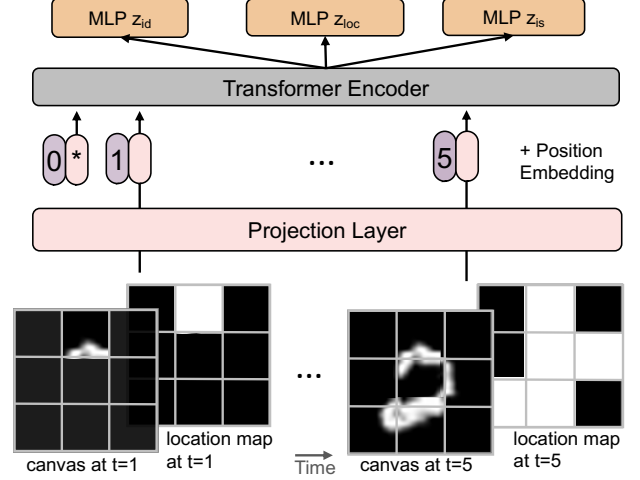 MLP z_id
MLP z_loc
MLP z_is
Transformer Encoder
0 * 1 ... 5
+ Position
Embedding
Projection Layer
...
canvas at t=1
location map
at t=1
Time
canvas at t=5
location map
at t=5